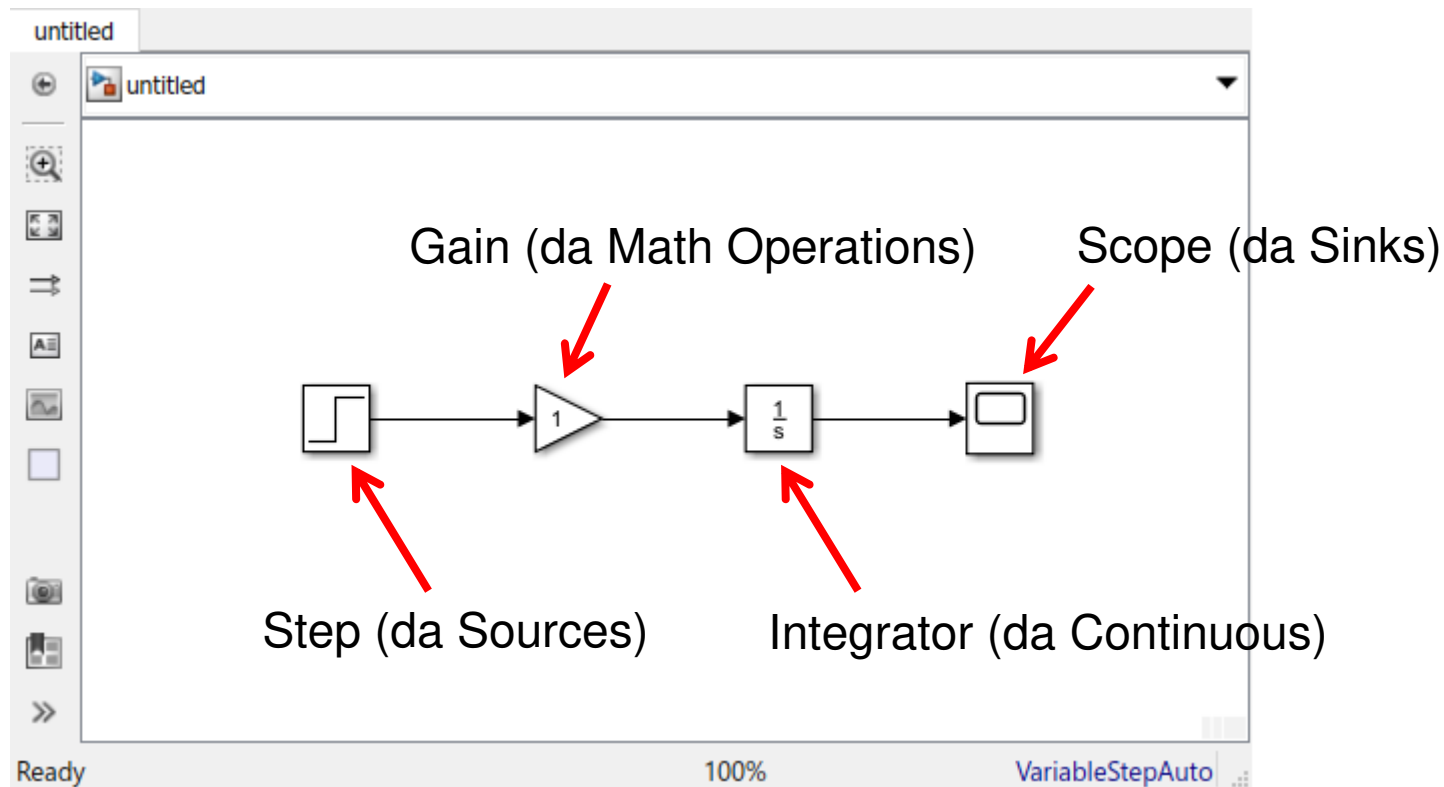 untitled
untitled
Gain (da Math Operations)
Scope (da Sinks)
1
1
s
Step (da Sources)
Integrator (da Continuous)
Ready
100%
VariableStepAuto